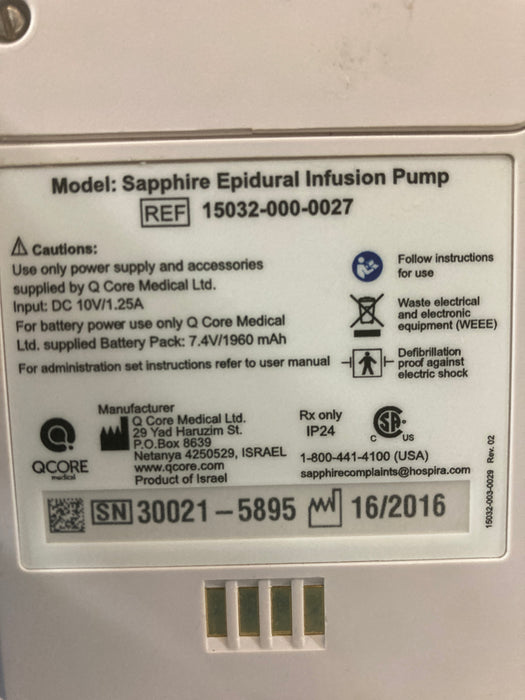 Model: Sapphire Epidural Infusion Pump
REF 15032-000-0027
Cautions:
Use only power supply and accessories
supplied by Q Core Medical Ltd.
Input: DC 10V/1.25A
For battery power use only Q Core Medical
Ltd. supplied Battery Pack: 7.4V/1960 mAh
For administration set instructions refer to user manual
Follow instructions
for use
Waste electrical
and electronic
equipment (WEEE)
Defibrillation
proof against
electric shock
QCORE
medical
Manufacturer
Q Core Medical Ltd.
29 Yad Haruzim St.
P.O.Box 8639
Netanya 4250529, ISRAEL
www.qcore.com
Product of Israel
Rx only
IP24
C SP US
1-800-441-4100 (USA)
sapphirecomplaints@hospira.com
SN 30021-5895 16/2016
15032-003-0029 Rev. 02